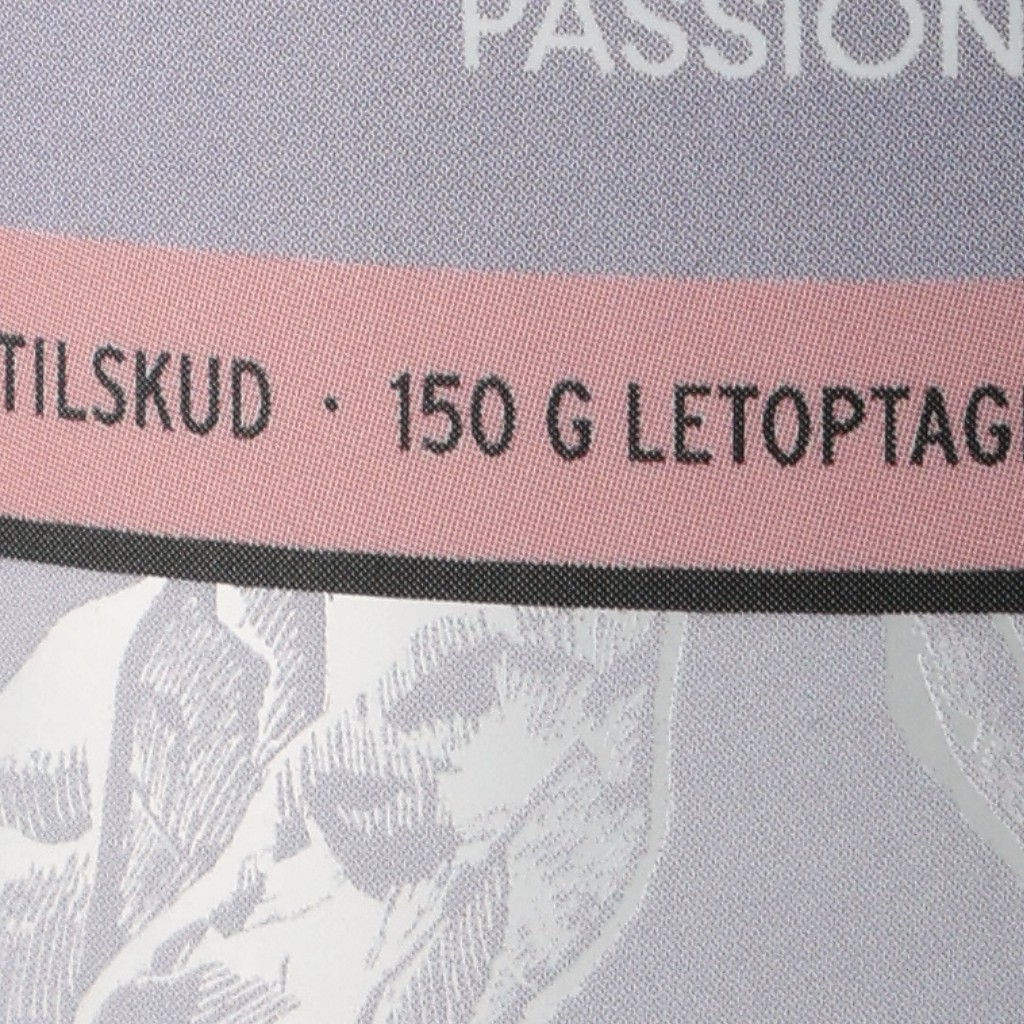 PASSION
TILSKUD · 150 G LETOPTAG